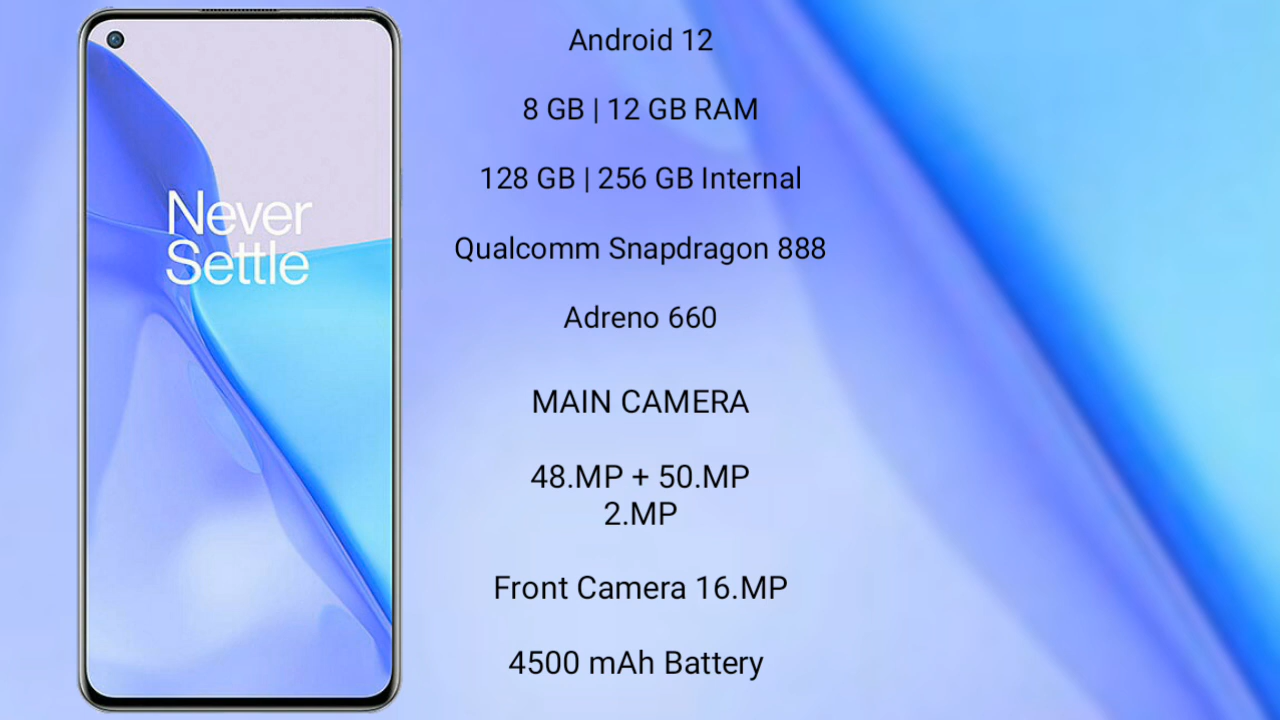 Never
Settle
Android 12
8 GB | 12 GB RAM
128 GB | 256 GB Internal
Qualcomm Snapdragon 888
Adreno 660
MAIN CAMERA
48.MP + 50.MP
2.MP
Front Camera 16.MP
4500 mAh Battery